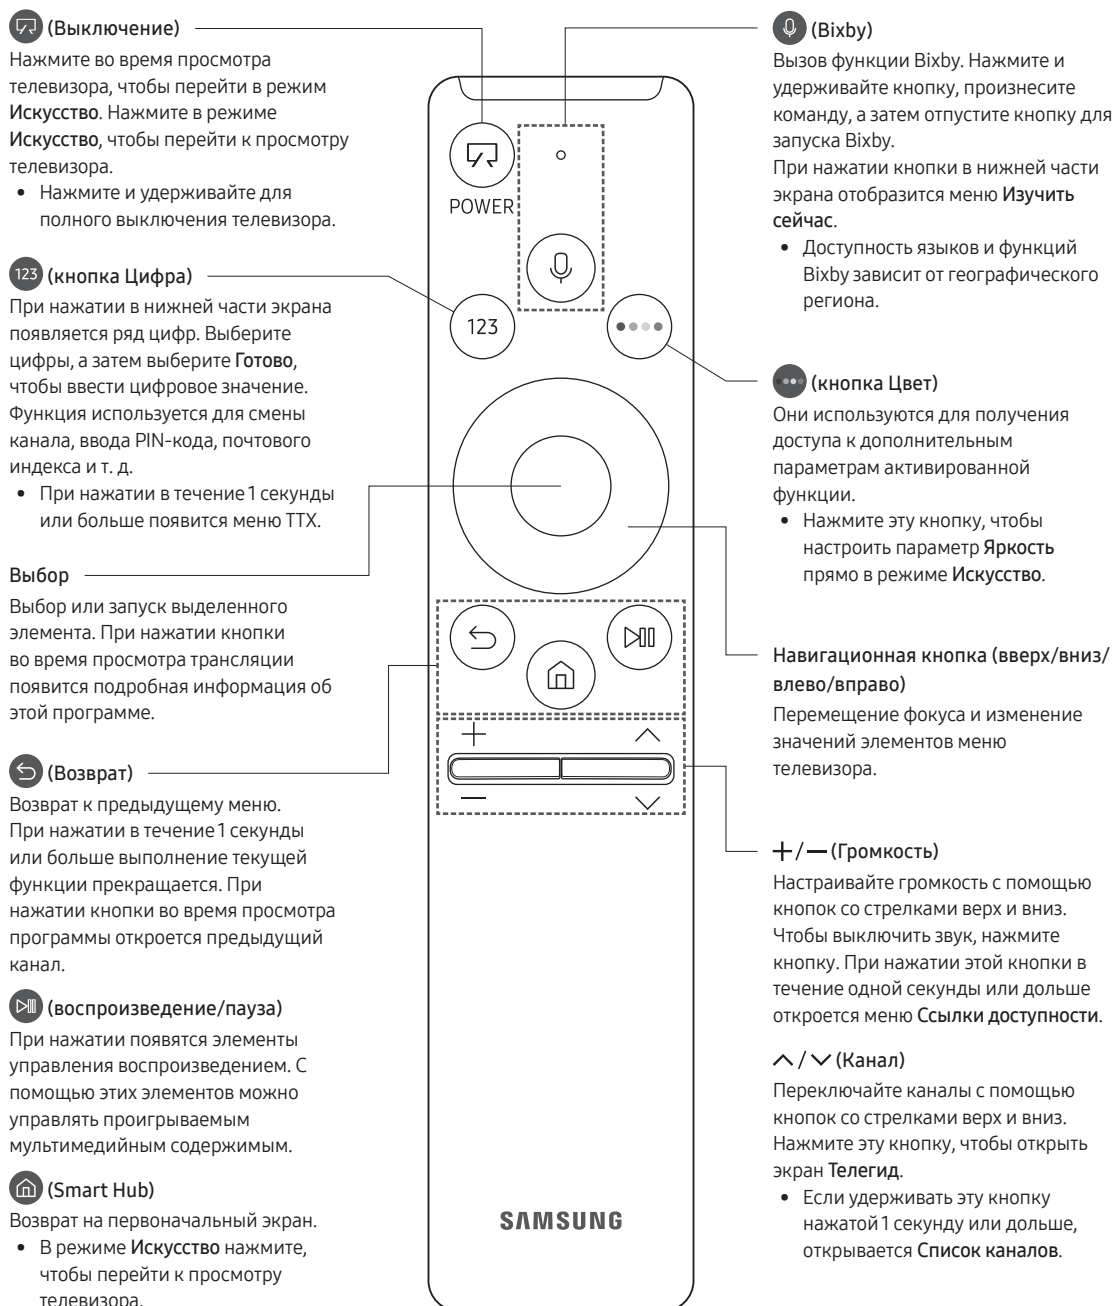 (Выключение)
Нажмите во время просмотра
телевизора, чтобы перейти в режим
Искусство. Нажмите в режиме
Искусство, чтобы перейти к просмотру
телевизора.
• Нажмите и удерживайте для
полного выключения телевизора.
123 (кнопка Цифра)
При нажатии в нижней части экрана
появляется ряд цифр. Выберите
цифры, а затем выберите Готово,
чтобы ввести цифровое значение.
Функция используется для смены
канала, ввода PIN-кода, почтового
индекса и т. д.
• При нажатии в течение 1 секунды
или больше появится меню TTX.
Выбор
Выбор или запуск выделенного
элемента. При нажатии кнопки
во время просмотра трансляции
появится подробная информация об
этой программе.
(Возврат)
Возврат к предыдущему меню.
При нажатии в течение 1 секунды
или больше выполнение текущей
функции прекращается. При
нажатии кнопки во время просмотра
программы откроется предыдущий
канал.
(воспроизведение/пауза)
При нажатии появятся элементы
управления воспроизведением. С
помощью этих элементов можно
управлять проигрываемым
мультимедийным содержимым.
(Smart Hub)
Возврат на первоначальный экран.
• В режиме Искусство нажмите,
чтобы перейти к просмотру
телевизора.
POWER
123
SAMSUNG
(Bixby)
Вызов функции Bixby. Нажмите и
удерживайте кнопку, произнесите
команду, а затем отпустите кнопку для
запуска Bixby.
При нажатии кнопки в нижней части
экрана отобразится меню Изучить
сейчас.
• Доступность языков и функций
Bixby зависит от географического
региона.
(кнопка Цвет)
Они используются для получения
доступа к дополнительным
параметрам активированной
функции.
• Нажмите эту кнопку, чтобы
настроить параметр Яркость
прямо в режиме Искусство.
Навигационная кнопка (вверх/вниз/
влево/вправо)
Перемещение фокуса и изменение
значений элементов меню
телевизора.
+/− (Громкость)
Настраивайте громкость с помощью
кнопок со стрелками верх и вниз.
Чтобы выключить звук, нажмите
кнопку. При нажатии этой кнопки в
течение одной секунды или дольше
откроется меню Ссылки доступности.
/ (Канал)
Переключайте каналы с помощью
кнопок со стрелками верх и вниз.
Нажмите эту кнопку, чтобы открыть
экран Телегид.
• Если удерживать эту кнопку
нажатой 1 секунду или дольше,
открывается Список каналов.